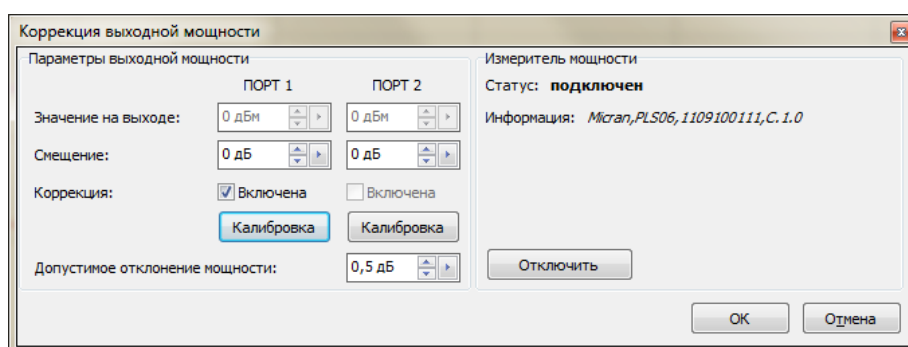 Коррекция выходной мощности
Параметры выходной мощности
ПОРТ 1 ПОРТ 2
Значение на выходе: 0 дБм 0 дБм
Смещение: 0 дБ 0 дБ
Коррекция: Включена Включена
Калибровка Калибровка
Допустимое отклонение мощности: 0,5 дБ
Измеритель мощности
Статус: подключен
Информация: Micran,PLS06,1109100111,C.1.0
Отключить
OK Отмена